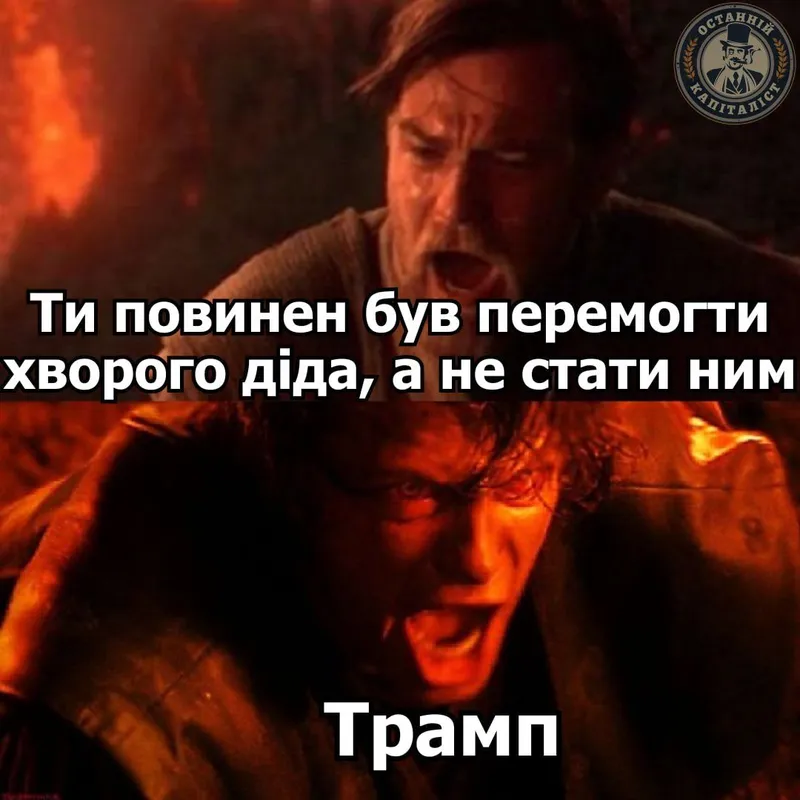 ОСТАННІЙ
КАПІТАЛІСТ
Ти повинен був перемогти
хворого діда, а не стати ним
Трамп